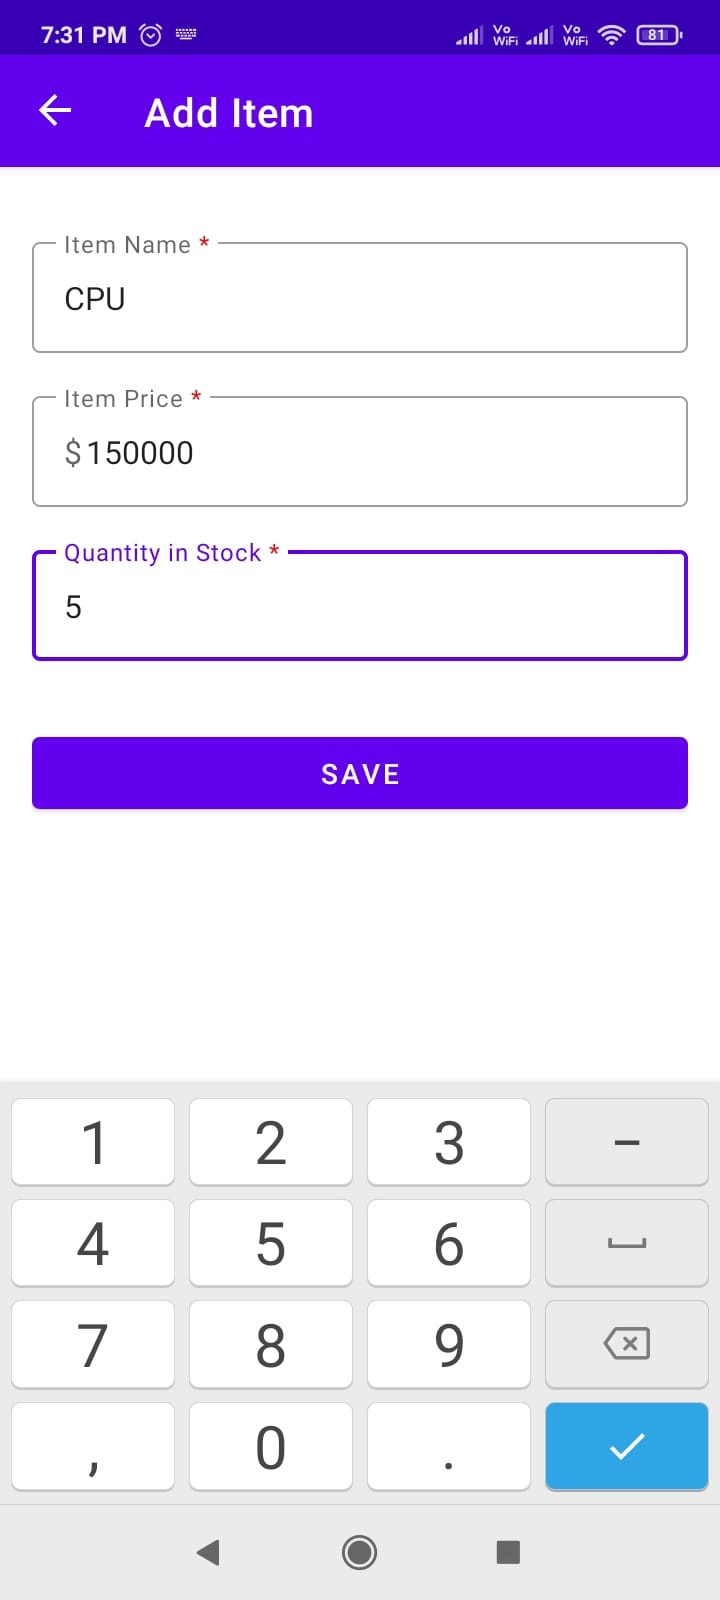 7:31 PM Vo WiFi Vo WiFi 81
Add Item
Item Name *
CPU
Item Price *
$150000
Quantity in Stock *
5
SAVE
1 2 3 –
4 5 6
7 8 9
, 0 .